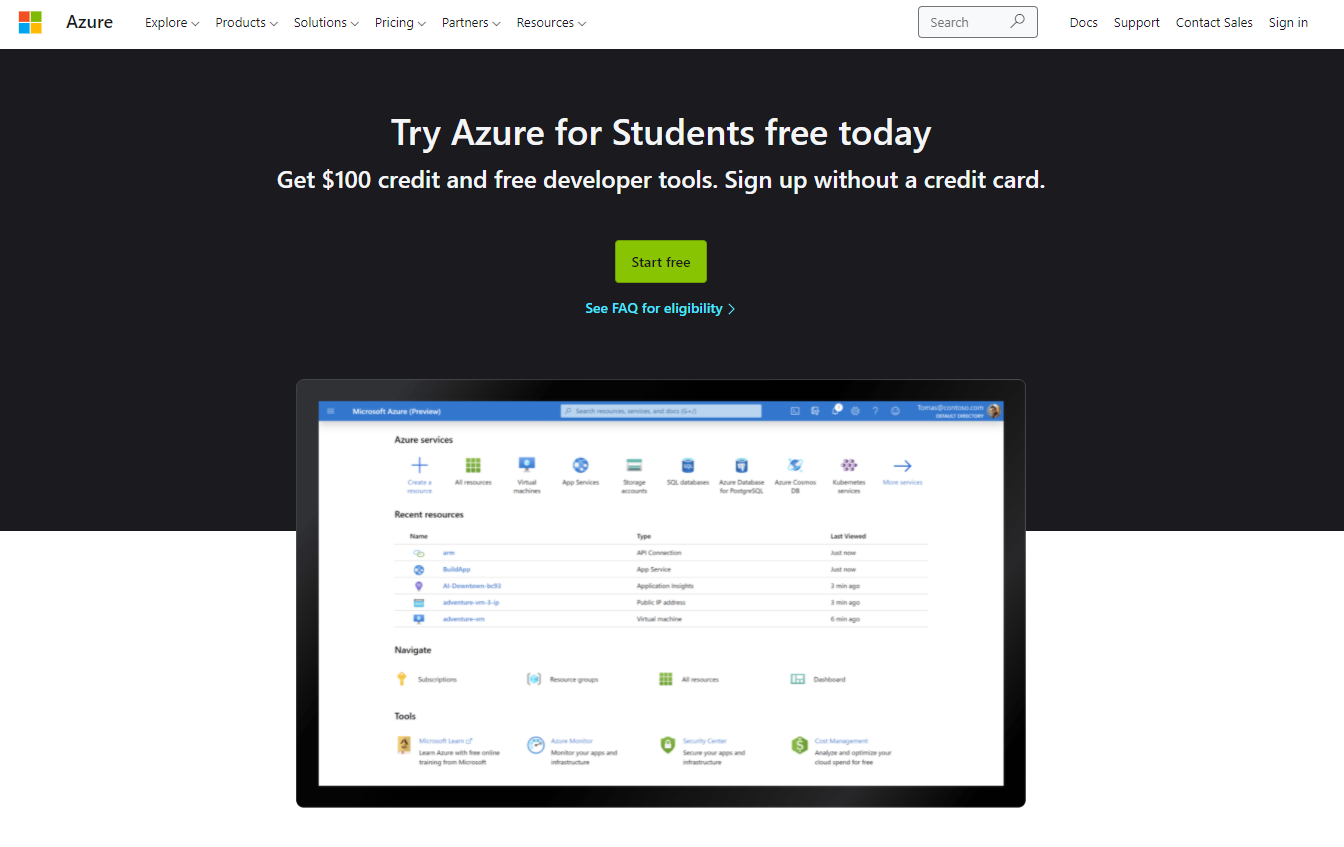 Azure Explore Products Solutions Pricing Partners Resources Search Docs Support Contact Sales Sign in
Try Azure for Students free today
Get $100 credit and free developer tools. Sign up without a credit card.
Start free
See FAQ for eligibility
Microsoft Azure (Preview) Search resources, services, and docs (G+/) Tomas@contoso.com
DEFAULT DIRECTORY
Azure services
Create a resource All resources Virtual machines App Services Storage accounts SQL databases Azure Database for PostgreSQL Azure Cosmos DB Kubernetes services More services
Recent resources
Name Type Last Viewed
arm API Connection Just now
BuildApp App Service Just now
AI-Downtown-bc93 Application Insights 3 min ago
adventure-vm-3-ip Public IP address 3 min ago
adventure-vm Virtual machine 6 min ago
Navigate
Subscriptions Resource groups All resources Dashboard
Tools
Microsoft Learn Azure Monitor Security Center Cost Management
Learn Azure with free online Monitor your apps and Secure your apps and Analyze and optimize your
training from Microsoft infrastructure infrastructure cloud spend for free